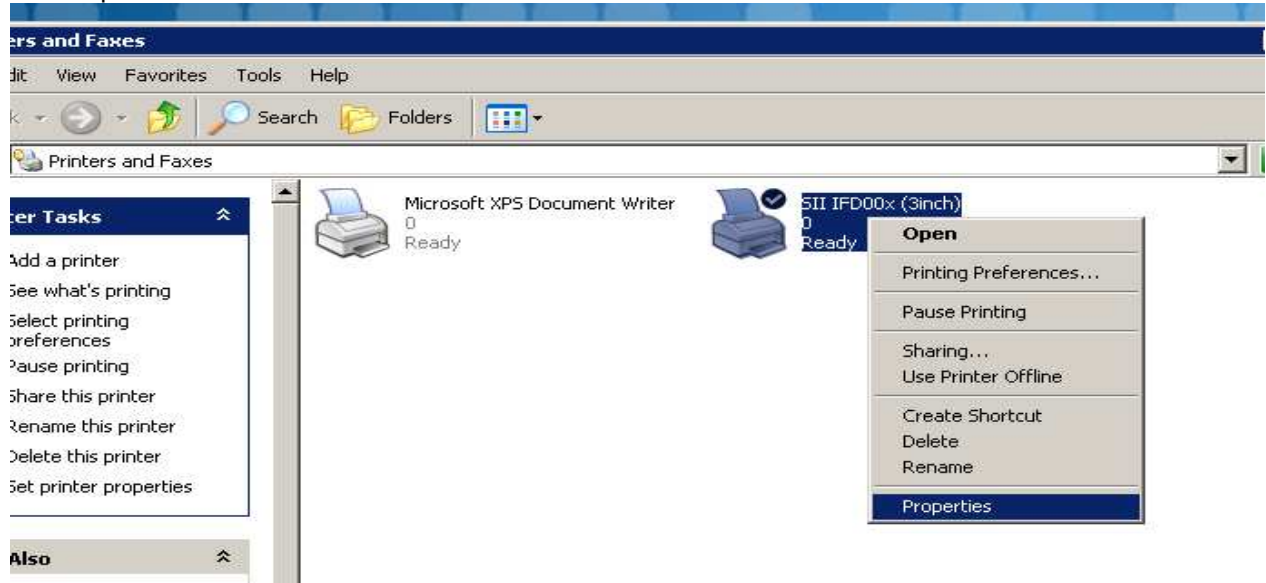 ers and Faxes
dit View Favorites Tools Help
k Search Folders
Printers and Faxes
ter Tasks
Add a printer
See what's printing
Select printing
preferences
Pause printing
Share this printer
Rename this printer
Delete this printer
Set printer properties
Also
Microsoft XPS Document Writer
0
Ready
SII IFD00x (3inch)
0
Ready
Open
Printing Preferences...
Pause Printing
Sharing...
Use Printer Offline
Create Shortcut
Delete
Rename
Properties